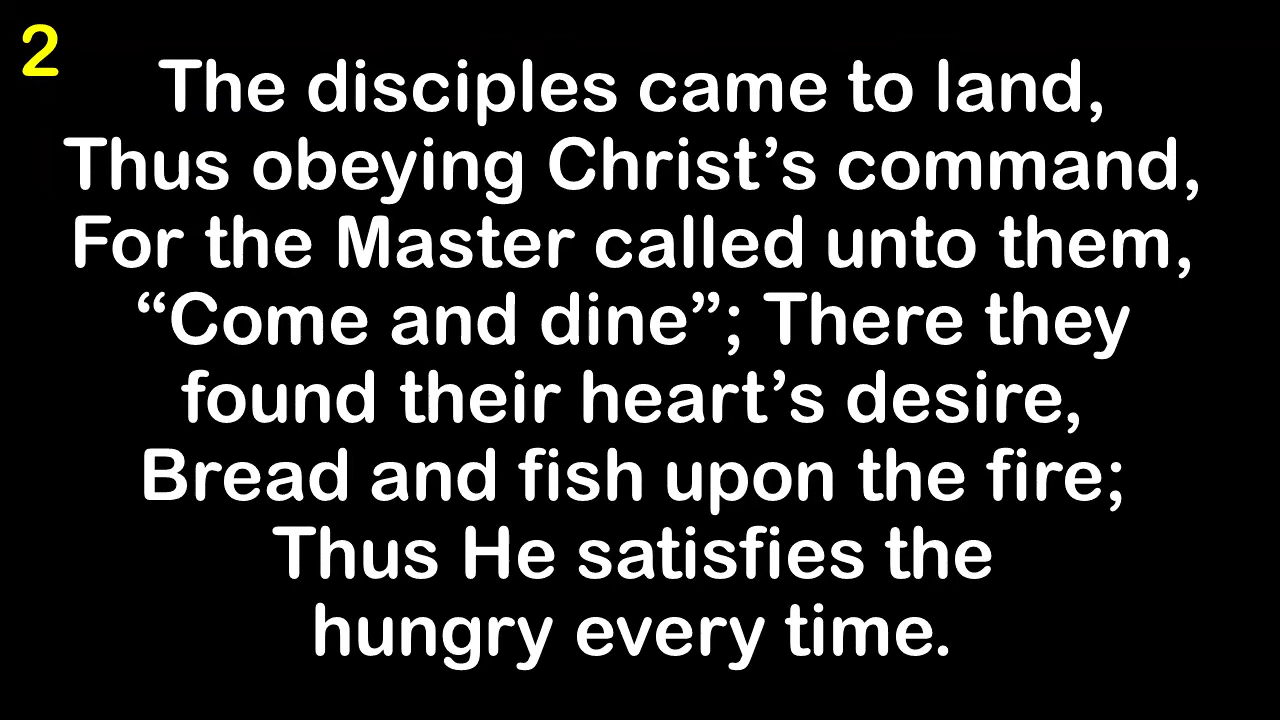 2
The disciples came to land,
Thus obeying Christ’s command,
For the Master called unto them,
“Come and dine”; There they
found their heart’s desire,
Bread and fish upon the fire;
Thus He satisfies the
hungry every time.